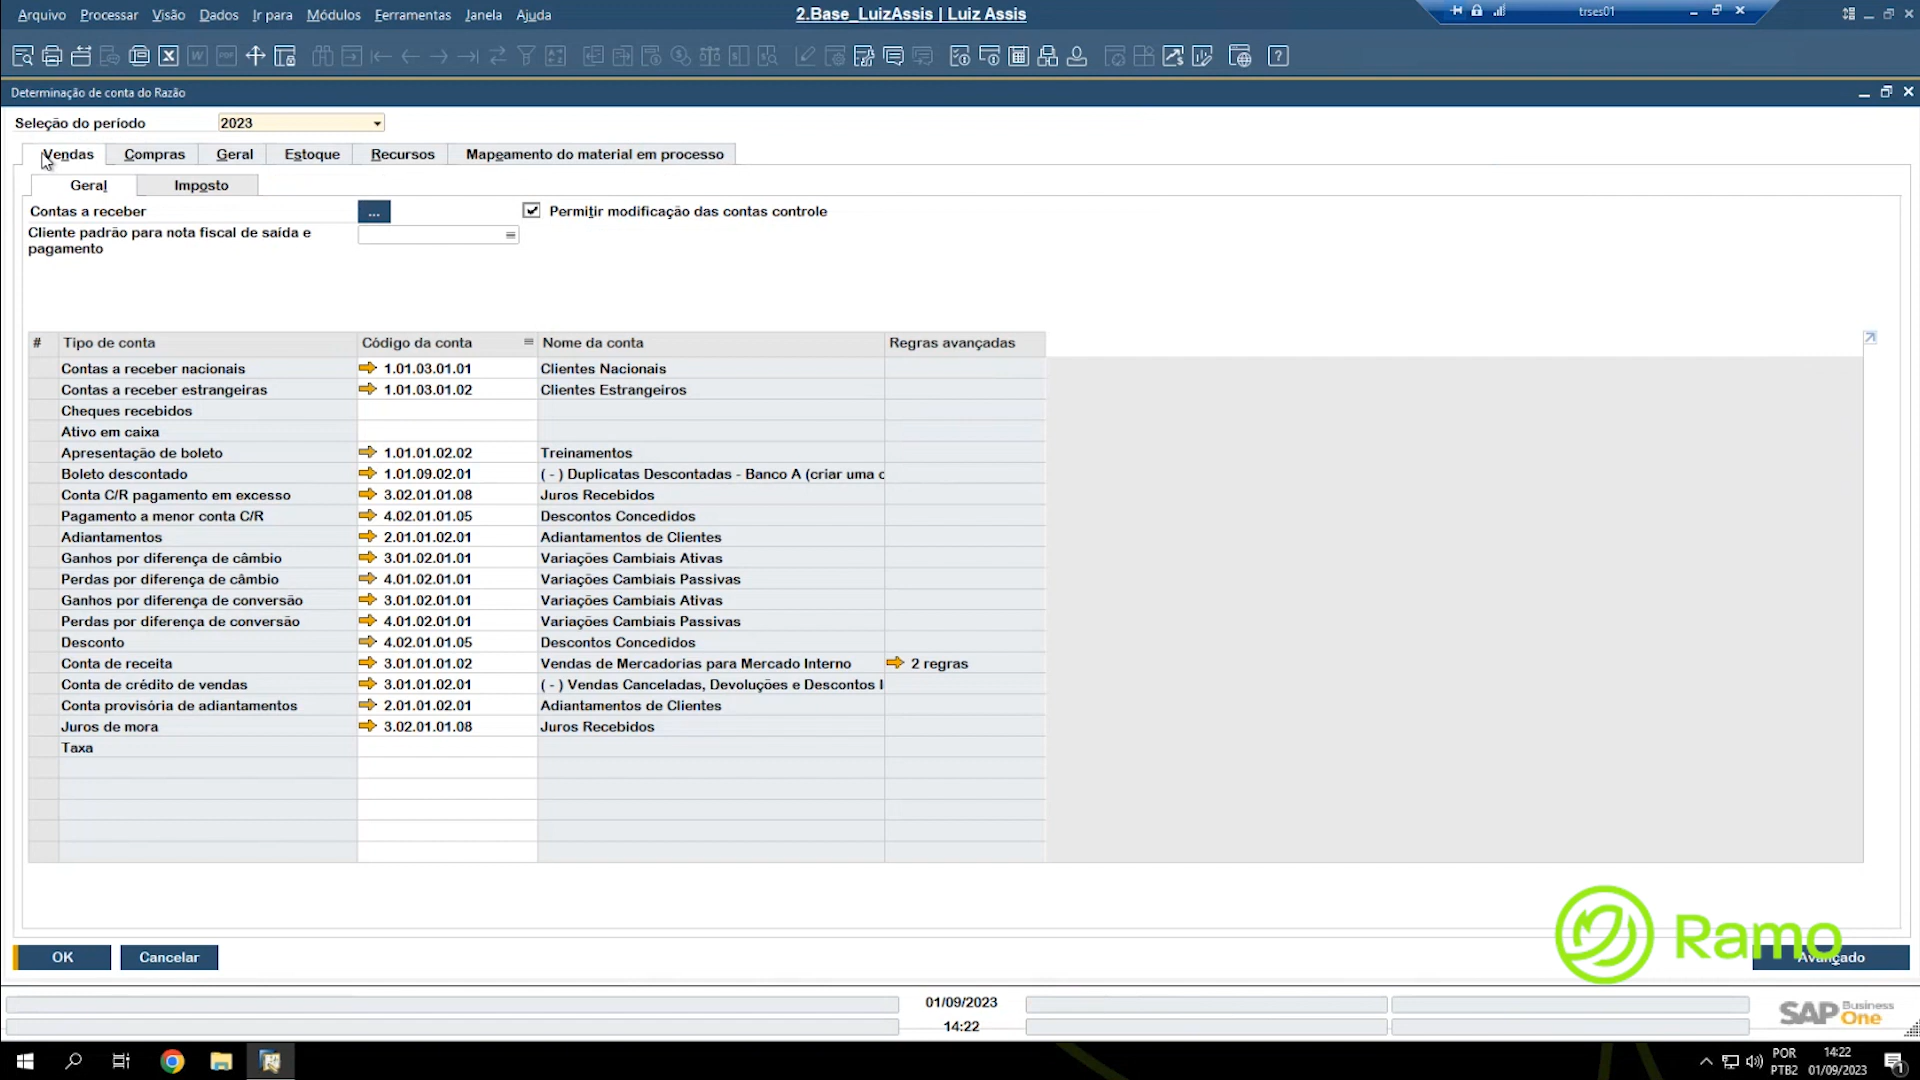 Arquivo Processar Visão Dados Ir para Módulos Ferramentas Janela Ajuda 2.Base_LuizAssis | Luiz Assis trses01
Determinação de conta do Razão
Seleção do período 2023
Vendas Compras Geral Estoque Recursos Mapeamento do material em processo
Geral Imposto
Contas a receber ... Permitir modificação das contas controle
Cliente padrão para nota fiscal de saída e
pagamento
# Tipo de conta Código da conta Nome da conta Regras avançadas
Contas a receber nacionais 1.01.03.01.01 Clientes Nacionais
Contas a receber estrangeiras 1.01.03.01.02 Clientes Estrangeiros
Cheques recebidos
Ativo em caixa
Apresentação de boleto 1.01.01.02.02 Treinamentos
Boleto descontado 1.01.09.02.01 ( - ) Duplicatas Descontadas - Banco A (criar uma c
Conta C/R pagamento em excesso 3.02.01.01.08 Juros Recebidos
Pagamento a menor conta C/R 4.02.01.01.05 Descontos Concedidos
Adiantamentos 2.01.01.02.01 Adiantamentos de Clientes
Ganhos por diferença de câmbio 3.01.02.01.01 Variações Cambiais Ativas
Perdas por diferença de câmbio 4.01.02.01.01 Variações Cambiais Passivas
Ganhos por diferença de conversão 3.01.02.01.01 Variações Cambiais Ativas
Perdas por diferença de conversão 4.01.02.01.01 Variações Cambiais Passivas
Desconto 4.02.01.01.05 Descontos Concedidos
Conta de receita 3.01.01.01.02 Vendas de Mercadorias para Mercado Interno 2 regras
Conta de crédito de vendas 3.01.01.02.01 ( - ) Vendas Canceladas, Devoluções e Descontos I
Conta provisória de adiantamentos 2.01.01.02.01 Adiantamentos de Clientes
Juros de mora 3.02.01.01.08 Juros Recebidos
Taxa
Ramo
OK Cancelar Avançado
01/09/2023
14:22
SAP Business One
POR 14:22
PTB2 01/09/2023 1